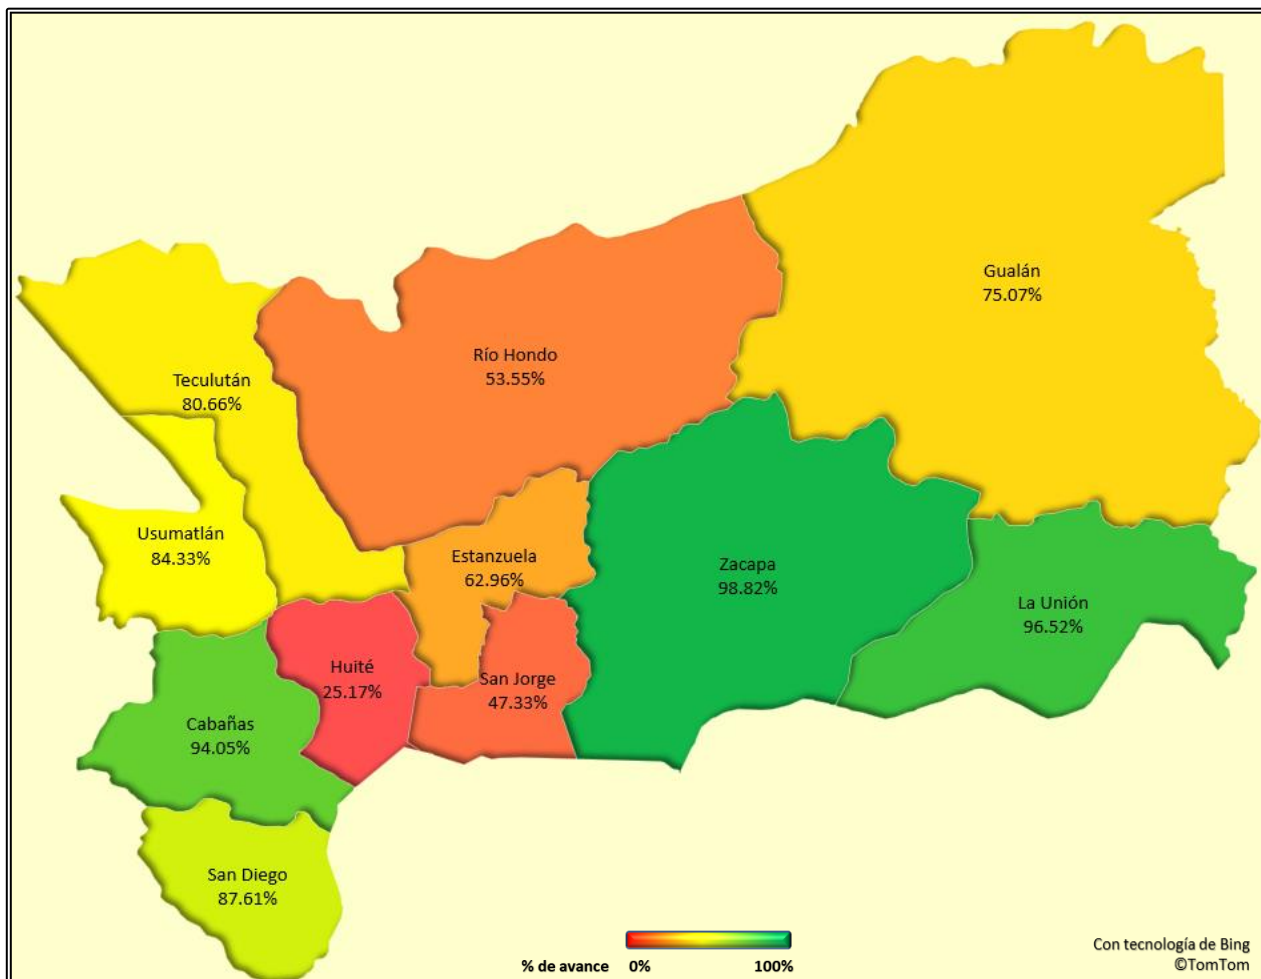 Gualán
75.07%
Río Hondo
53.55%
Teculután
80.66%
Usumatlán
84.33%
Estanzuela
62.96%
Zacapa
98.82%
La Unión
96.52%
Huité
25.17%
San Jorge
47.33%
Cabañas
94.05%
San Diego
87.61%
% de avance 0% 100%
Con tecnología de Bing
©TomTom